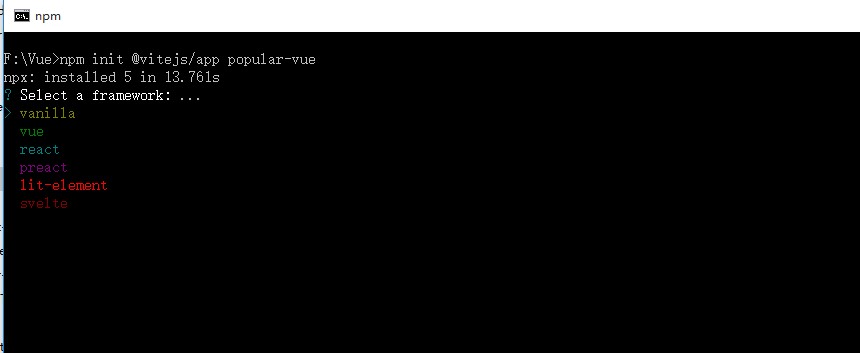 npm
F:\Vue>npm init @vitejs/app popular-vue
npx: installed 5 in 13.761s
? Select a framework: ...
> vanilla
vue
react
preact
lit-element
svelte